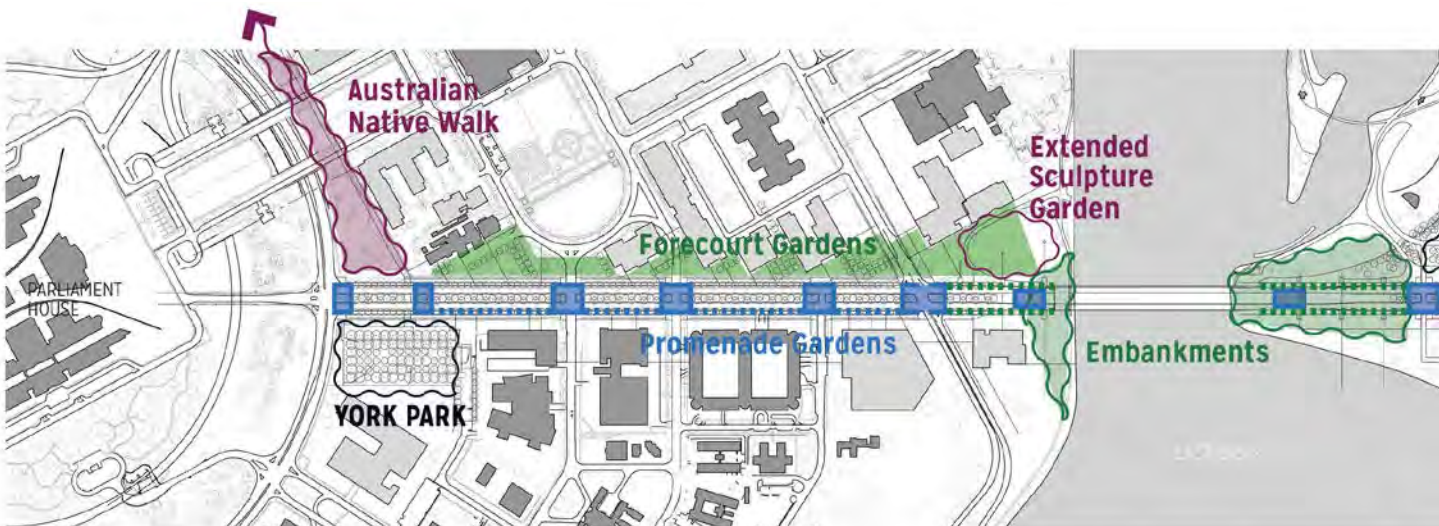 Australian
Native Walk
Extended
Sculpture
Garden
Forecourt Gardens
PARLIAMENT
HOUSE
Promenade Gardens
Embankments
YORK PARK